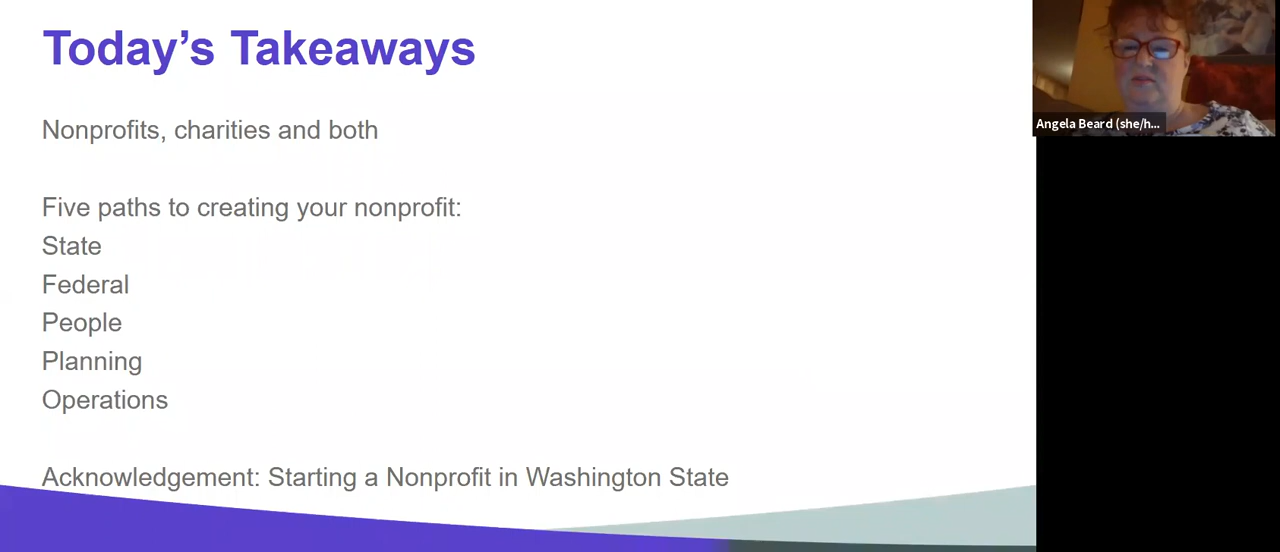 Today’s Takeaways
Nonprofits, charities and both
Five paths to creating your nonprofit:
State
Federal
People
Planning
Operations
Acknowledgement: Starting a Nonprofit in Washington State
Angela Beard (she/h...